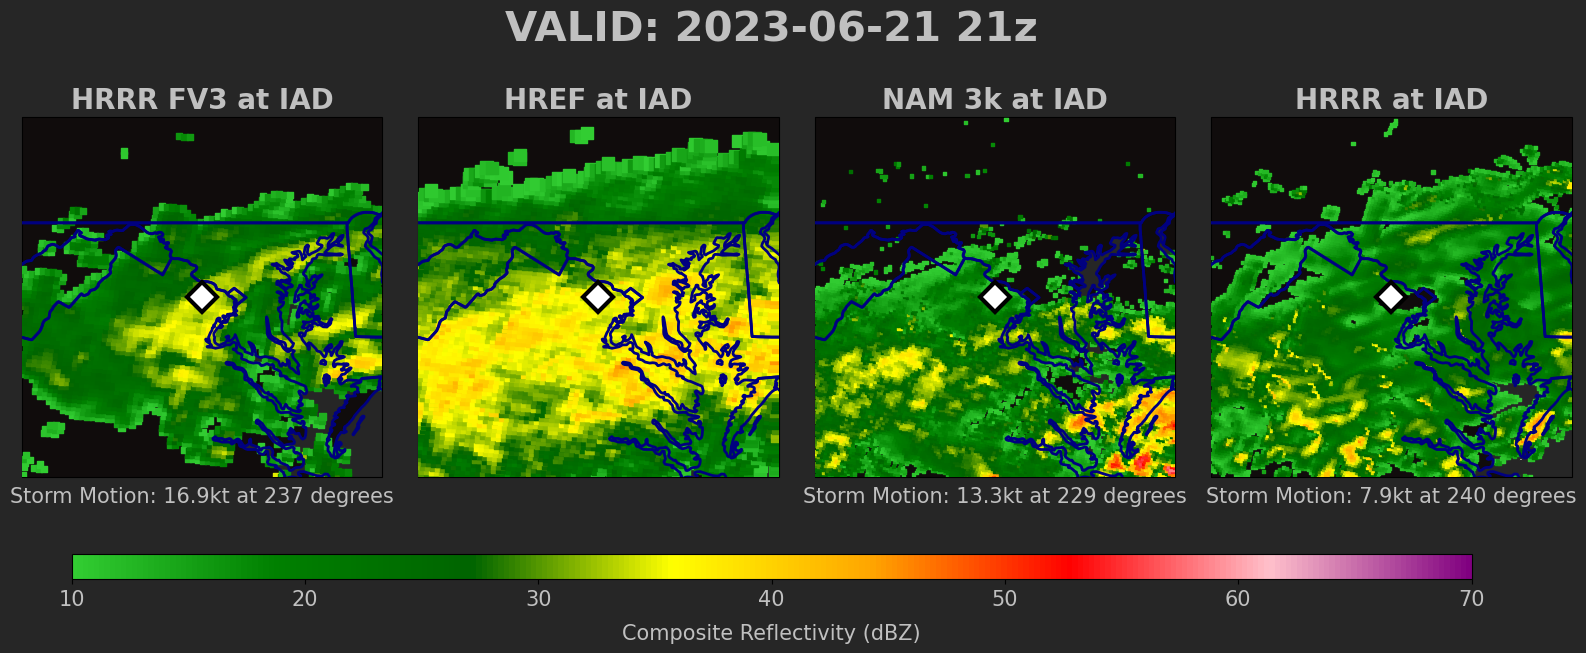 VALID: 2023-06-21 21z
HRRR FV3 at IAD
HREF at IAD
NAM 3k at IAD
HRRR at IAD
Storm Motion: 16.9kt at 237 degrees
Storm Motion: 13.3kt at 229 degrees
Storm Motion: 7.9kt at 240 degrees
10 20 30 40 50 60 70
Composite Reflectivity (dBZ)